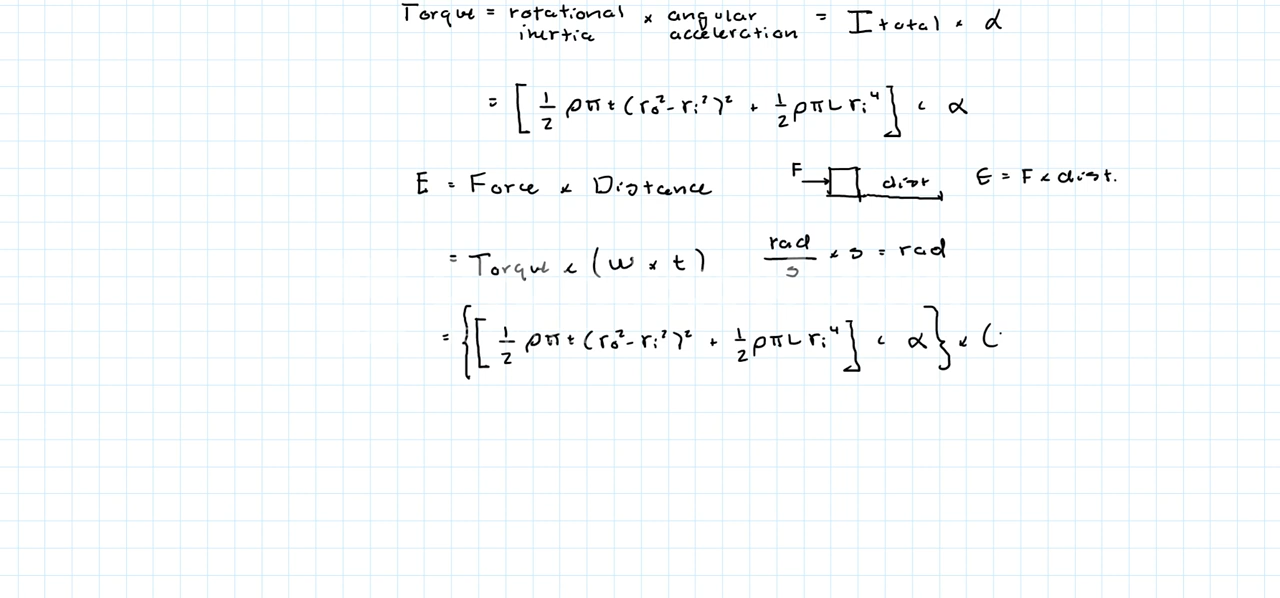 Torque = rotational inertia × angular acceleration = I total · α
= [ 1/2 ρπt (ro² - ri²)² + 1/2 ρπL ri⁴ ] × α
E = Force × Distance F dist E = F × dist.
= Torque × (w × t) rad/s × s = rad
= { [ 1/2 ρπt (ro² - ri²)² + 1/2 ρπL ri⁴ ] × α } × (